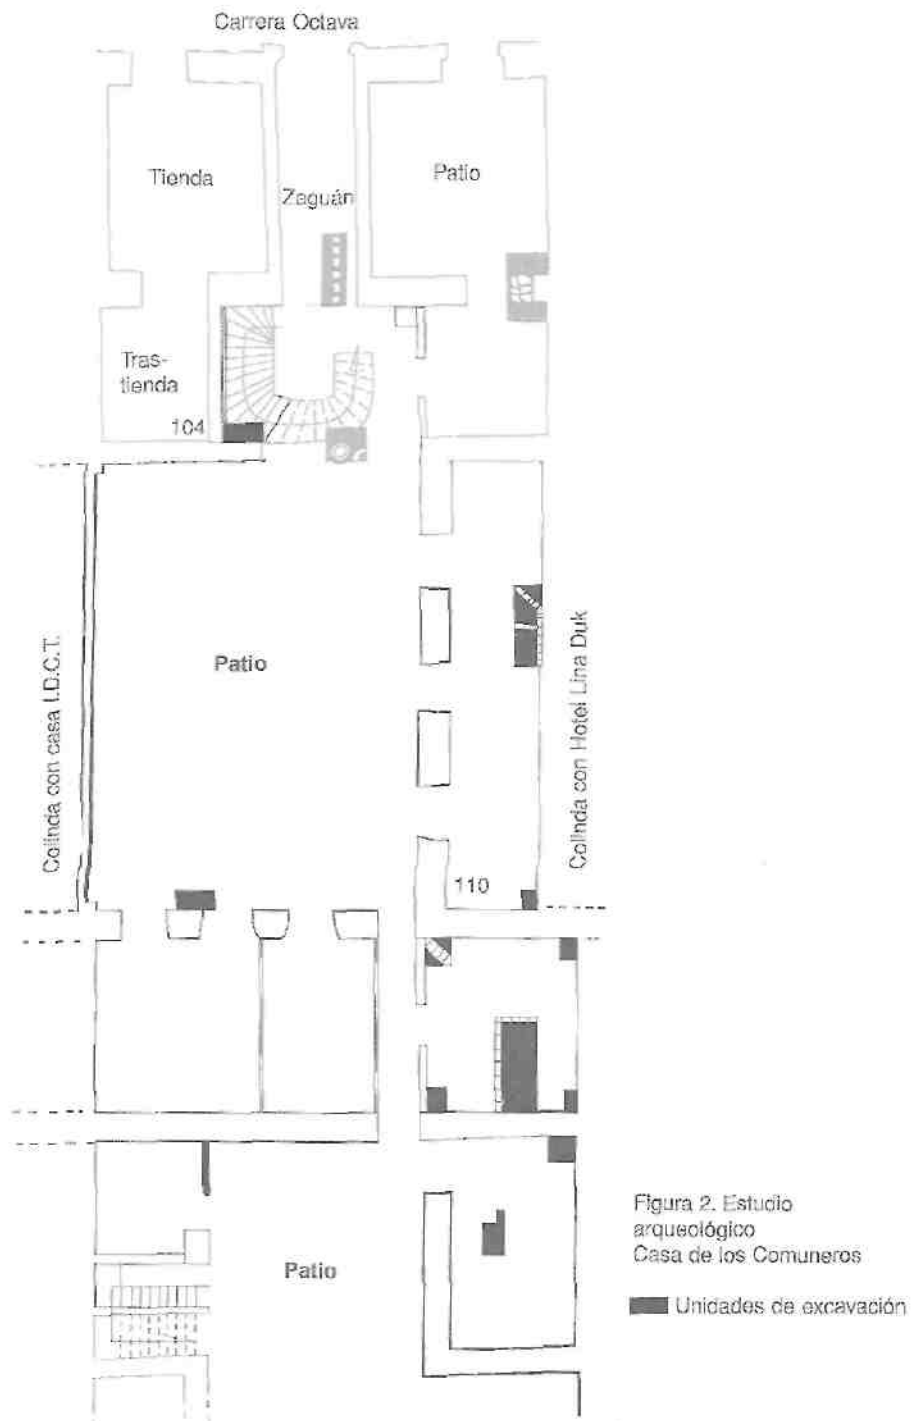 Carrera Octava
Tienda
Zaguán
Patio
Tras-
tienda
104
Colinda con casa I.D.C.T.
Patio
Colinda con Hotel Lina Duk
110
Patio
Figura 2. Estudio
arqueológico
Casa de los Comuneros
Unidades de excavación